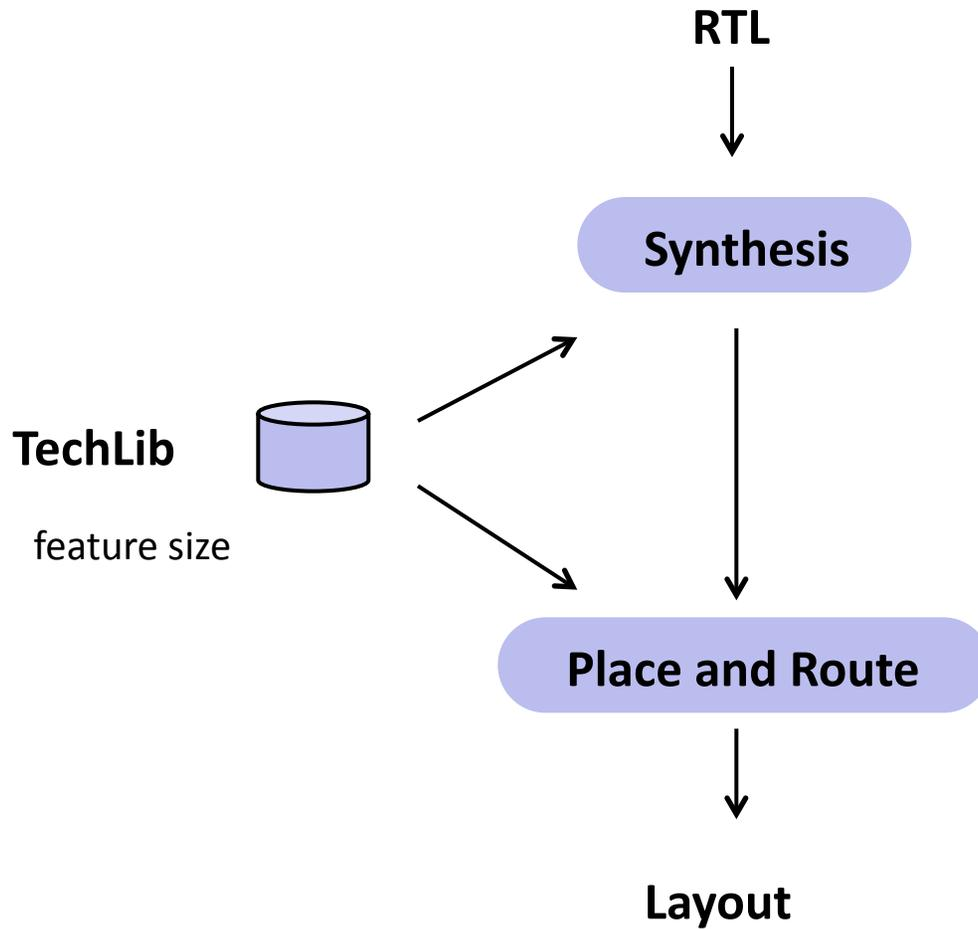 RTL
Synthesis
TechLib
feature size
Place and Route
Layout